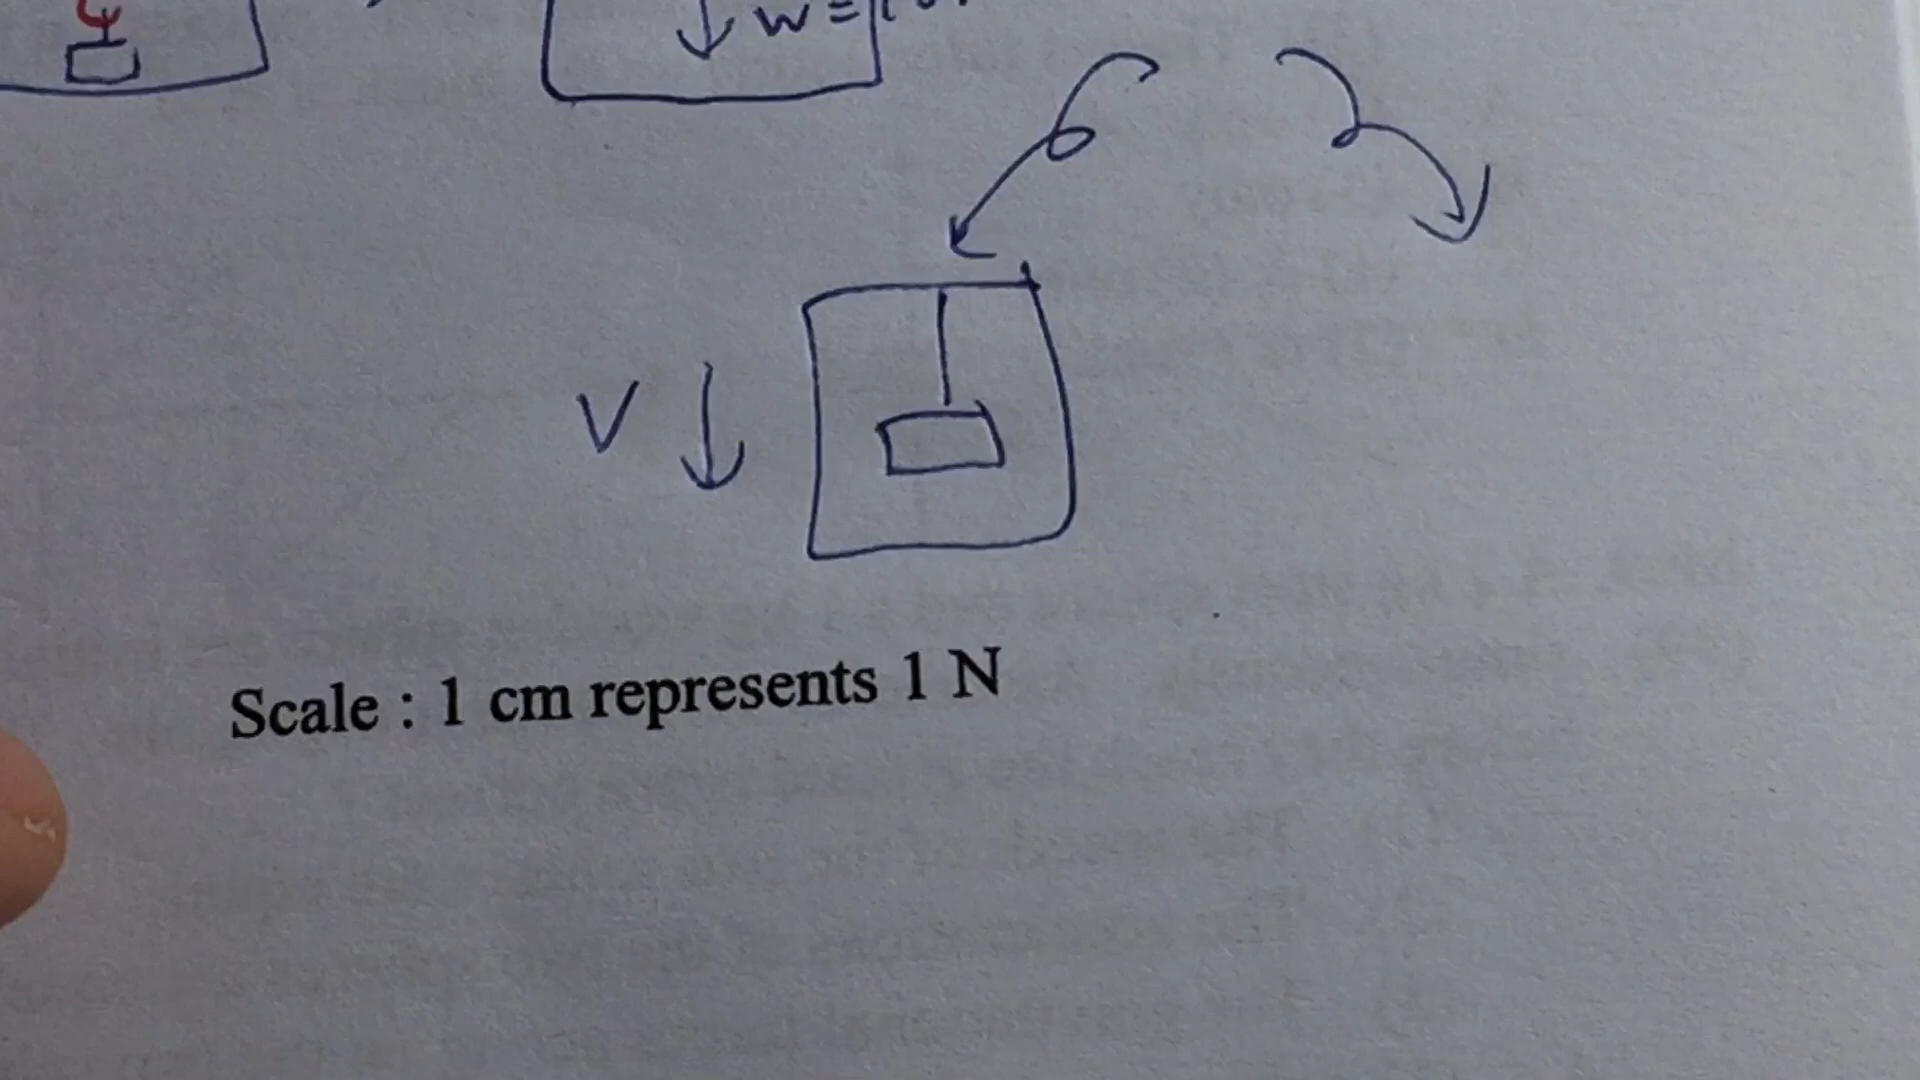 W =
V
Scale : 1 cm represents 1 N